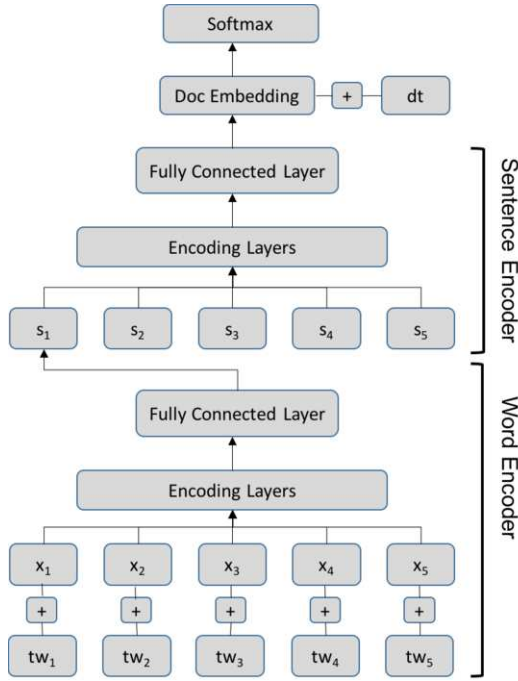 Softmax
Doc Embedding + dt
Fully Connected Layer
Encoding Layers
s₁ s₂ s₃ s₄ s₅
Sentence Encoder
Fully Connected Layer
Encoding Layers
x₁ x₂ x₃ x₄ x₅
+ + + + +
tw₁ tw₂ tw₃ tw₄ tw₅
Word Encoder